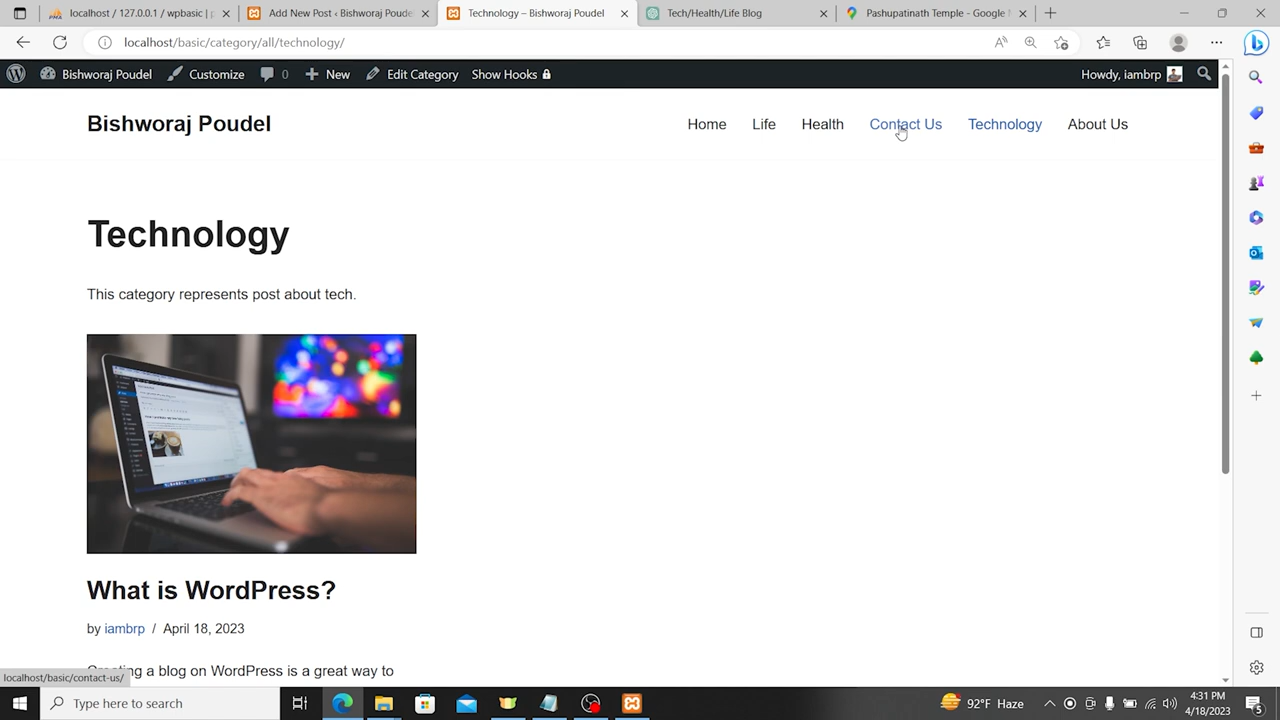 localhost / 127.0.0.1 / wpbasic | p
Add New Post ‹ Bishworaj Poude
Technology – Bishworaj Poudel
Tech/Health/Life Blog
Pashupatinath Temple - Google M
localhost/basic/category/all/technology/
Bishworaj Poudel
Customize
0
New
Edit Category
Show Hooks
Howdy, iambrp
Bishworaj Poudel
Home
Life
Health
Contact Us
Technology
About Us
Technology
This category represents post about tech.
What is WordPress?
by iambrp / April 18, 2023
Creating a blog on WordPress is a great way to
localhost/basic/contact-us/
Type here to search
92°F Haze
4:31 PM
4/18/2023
5